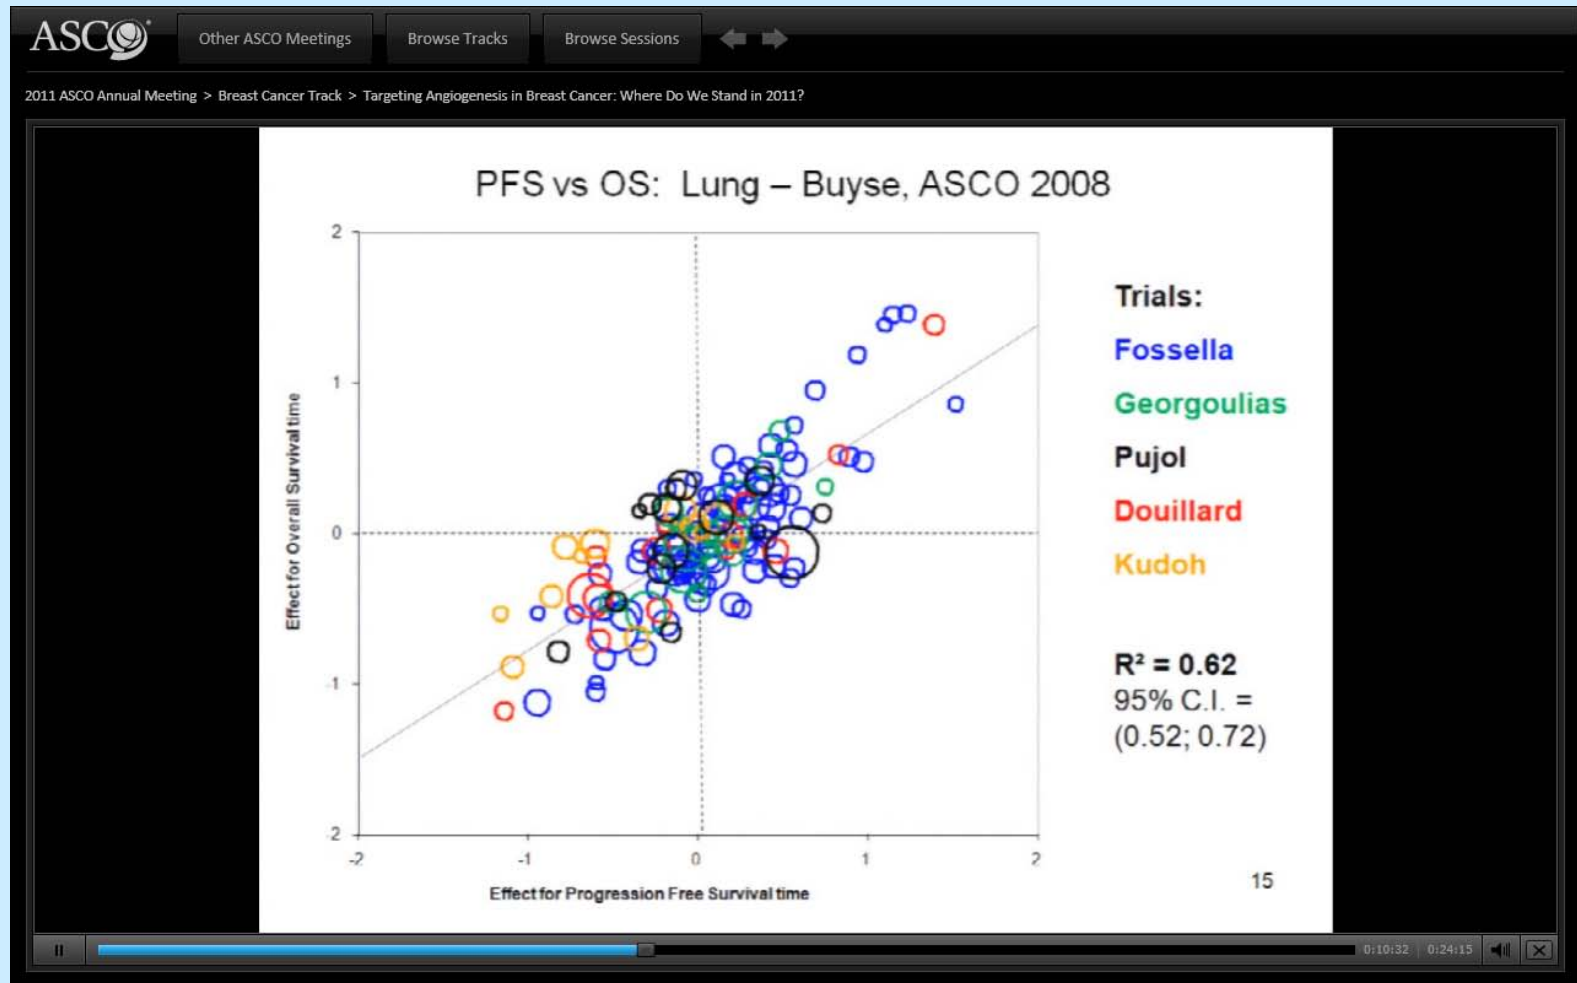 ASCO
Other ASCO Meetings
Browse Tracks
Browse Sessions
2011 ASCO Annual Meeting > Breast Cancer Track > Targeting Angiogenesis in Breast Cancer: Where Do We Stand in 2011?
PFS vs OS: Lung – Buyse, ASCO 2008
Effect for Overall Survival time
2
1
0
-1
-2
-2
-1
0
1
2
Effect for Progression Free Survival time
Trials:
Fossella
Georgoulias
Pujol
Douillard
Kudoh
R² = 0.62
95% C.I. =
(0.52; 0.72)
15
0:10:32 | 0:24:15